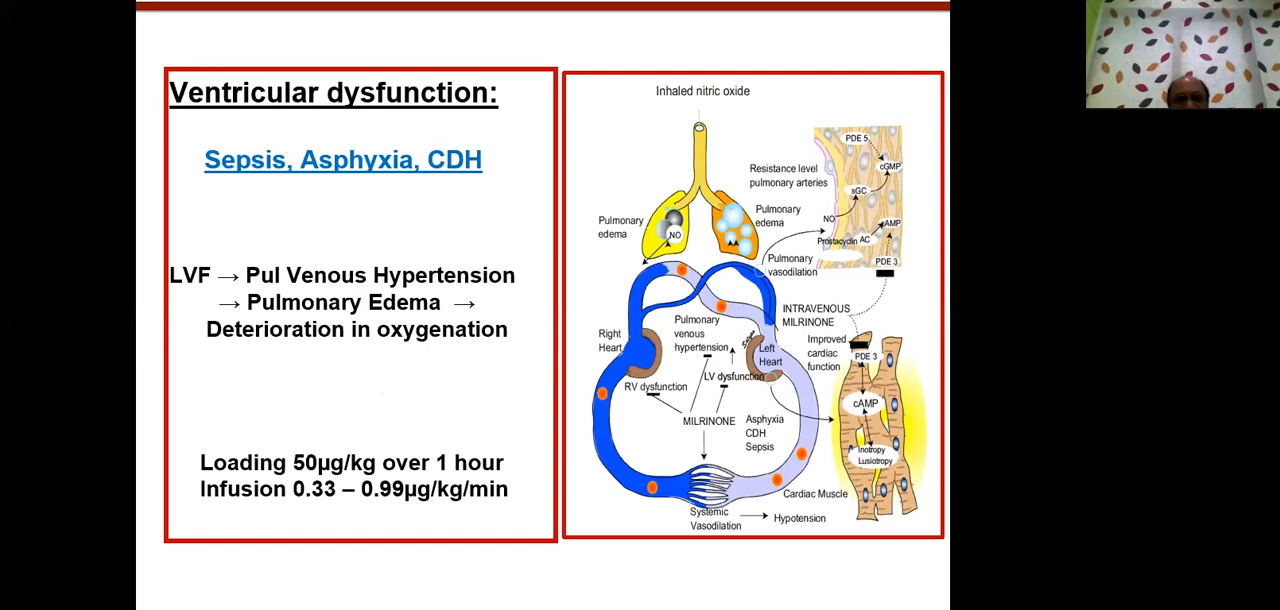 Ventricular dysfunction:
Sepsis, Asphyxia, CDH
LVF → Pul Venous Hypertension
→ Pulmonary Edema →
Deterioration in oxygenation
Loading 50µg/kg over 1 hour
Infusion 0.33 – 0.99µg/kg/min
Inhaled nitric oxide
PDE 5
cGMP
Resistance level
pulmonary arteries
sGC
NO
cAMP
Prostacyclin AC
PDE 3
Pulmonary
edema
NO
Pulmonary
edema
Pulmonary
vasodilation
INTRAVENOUS
MILRINONE
Right
Heart
Pulmonary
venous
hypertension
Left
Heart
Improved
cardiac
function
PDE 3
RV dysfunction
LV dysfunction
MILRINONE
Asphyxia
CDH
Sepsis
cAMP
Inotropy
Lusiotropy
Cardiac Muscle
Systemic
Vasodilation
Hypotension